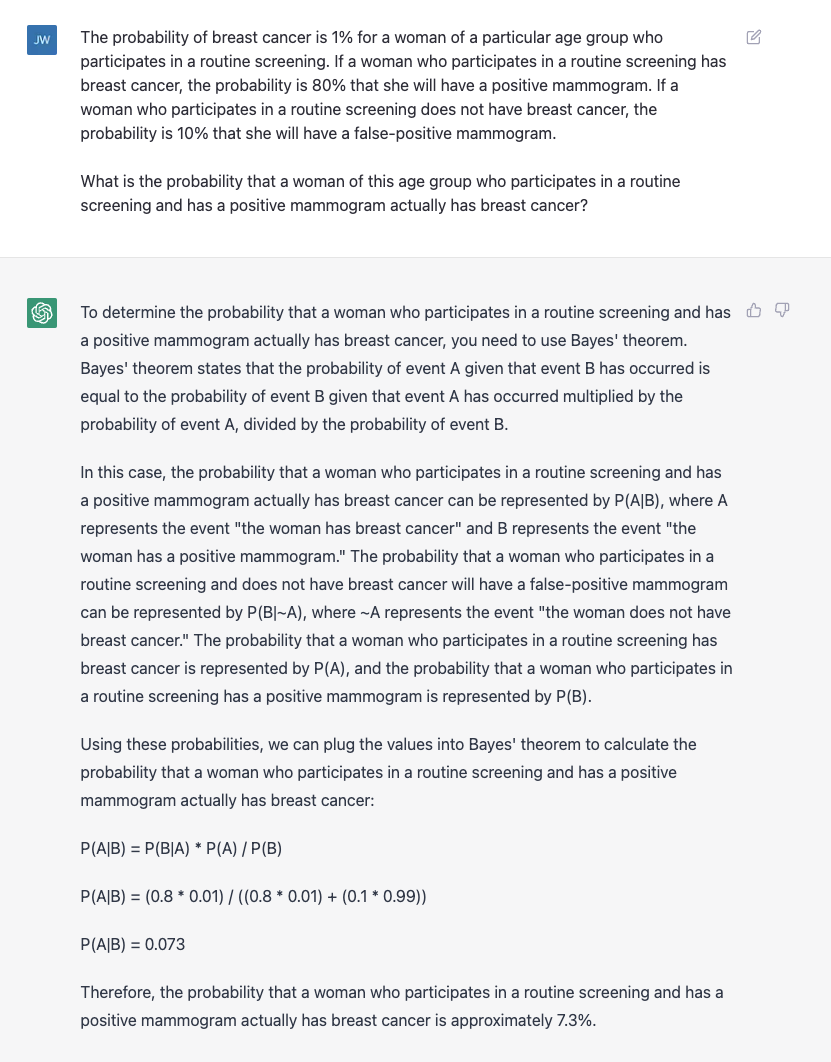 JW
The probability of breast cancer is 1% for a woman of a particular age group who
participates in a routine screening. If a woman who participates in a routine screening has
breast cancer, the probability is 80% that she will have a positive mammogram. If a
woman who participates in a routine screening does not have breast cancer, the
probability is 10% that she will have a false-positive mammogram.
What is the probability that a woman of this age group who participates in a routine
screening and has a positive mammogram actually has breast cancer?
To determine the probability that a woman who participates in a routine screening and has
a positive mammogram actually has breast cancer, you need to use Bayes' theorem.
Bayes' theorem states that the probability of event A given that event B has occurred is
equal to the probability of event B given that event A has occurred multiplied by the
probability of event A, divided by the probability of event B.
In this case, the probability that a woman who participates in a routine screening and has
a positive mammogram actually has breast cancer can be represented by P(A|B), where A
represents the event "the woman has breast cancer" and B represents the event "the
woman has a positive mammogram." The probability that a woman who participates in a
routine screening and does not have breast cancer will have a false-positive mammogram
can be represented by P(B|~A), where ~A represents the event "the woman does not have
breast cancer." The probability that a woman who participates in a routine screening has
breast cancer is represented by P(A), and the probability that a woman who participates in
a routine screening has a positive mammogram is represented by P(B).
Using these probabilities, we can plug the values into Bayes' theorem to calculate the
probability that a woman who participates in a routine screening and has a positive
mammogram actually has breast cancer:
P(A|B) = P(B|A) * P(A) / P(B)
P(A|B) = (0.8 * 0.01) / ((0.8 * 0.01) + (0.1 * 0.99))
P(A|B) = 0.073
Therefore, the probability that a woman who participates in a routine screening and has a
positive mammogram actually has breast cancer is approximately 7.3%.